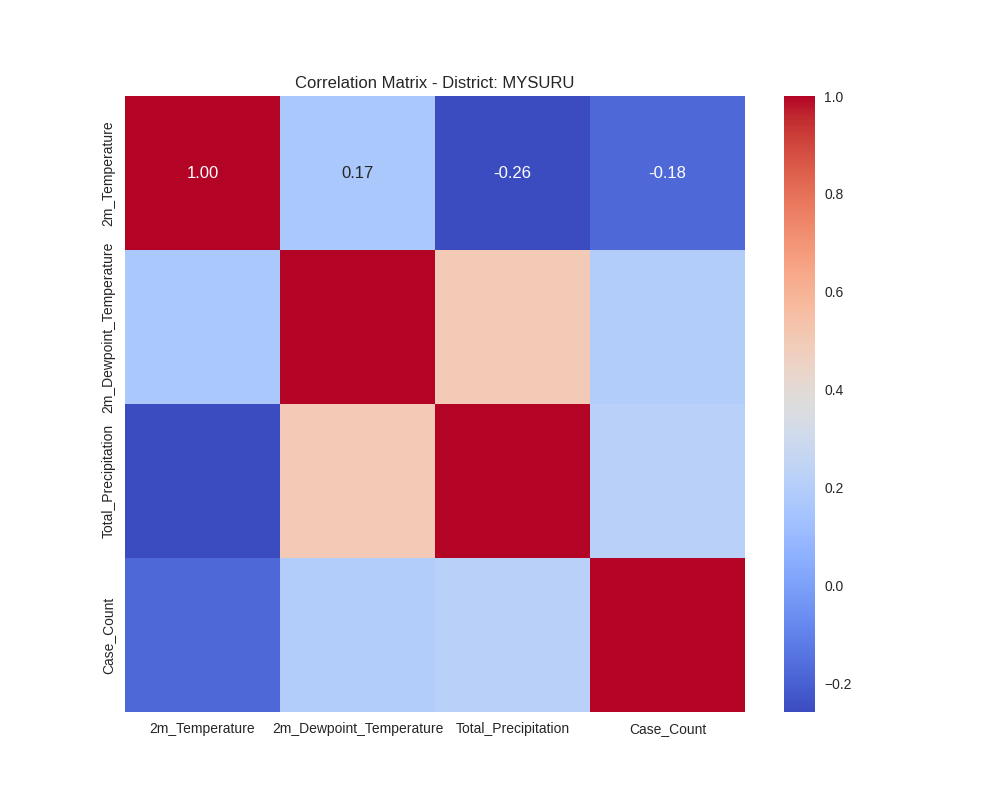 Correlation Matrix - District: MYSURU
2m_Temperature
2m_Dewpoint_Temperature
Total_Precipitation
Case_Count
1.00 0.17 -0.26 -0.18
2m_Temperature 2m_Dewpoint_Temperature Total_Precipitation Case_Count
1.0
0.8
0.6
0.4
0.2
0.0
−0.2